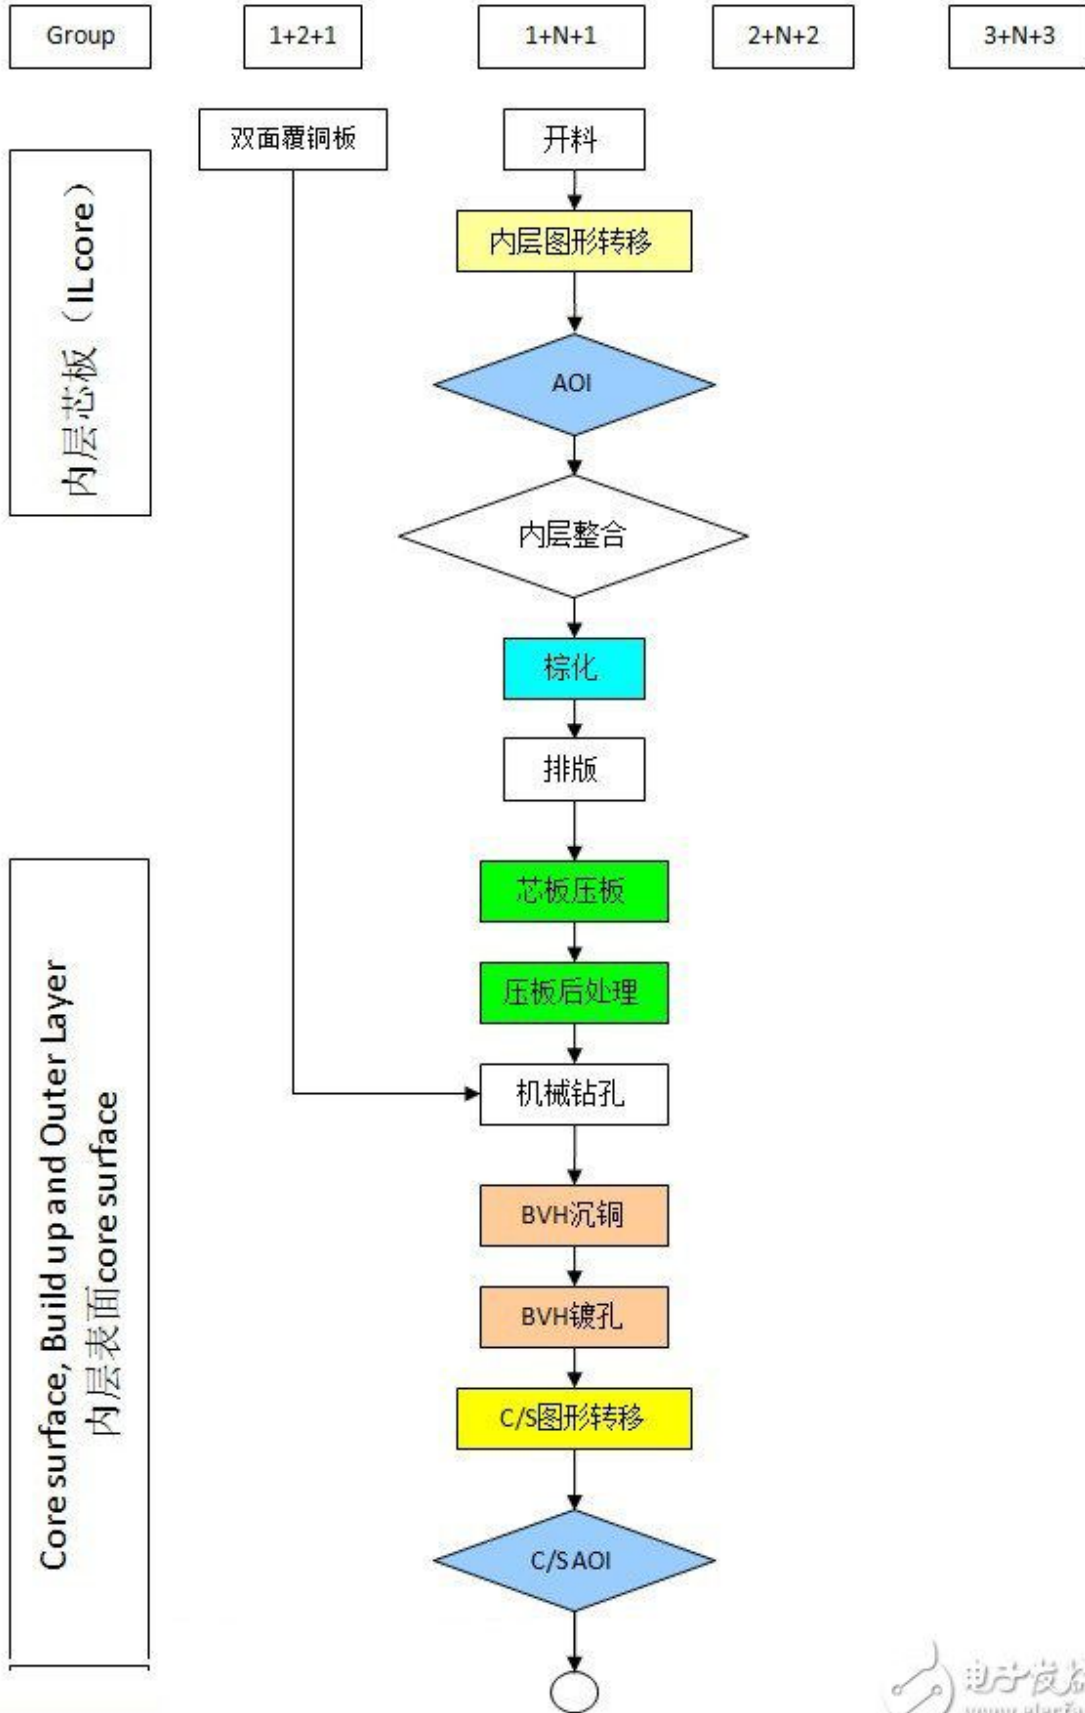 Group
1+2+1
1+N+1
2+N+2
3+N+3
双面覆铜板
开料
内层芯板（IL core）
内层图形转移
AOI
内层整合
棕化
排版
芯板压板
压板后处理
机械钻孔
BVH沉铜
BVH镀孔
C/S图形转移
C/S AOI
Core surface, Build up and Outer Layer
内层表面core surface
电子发